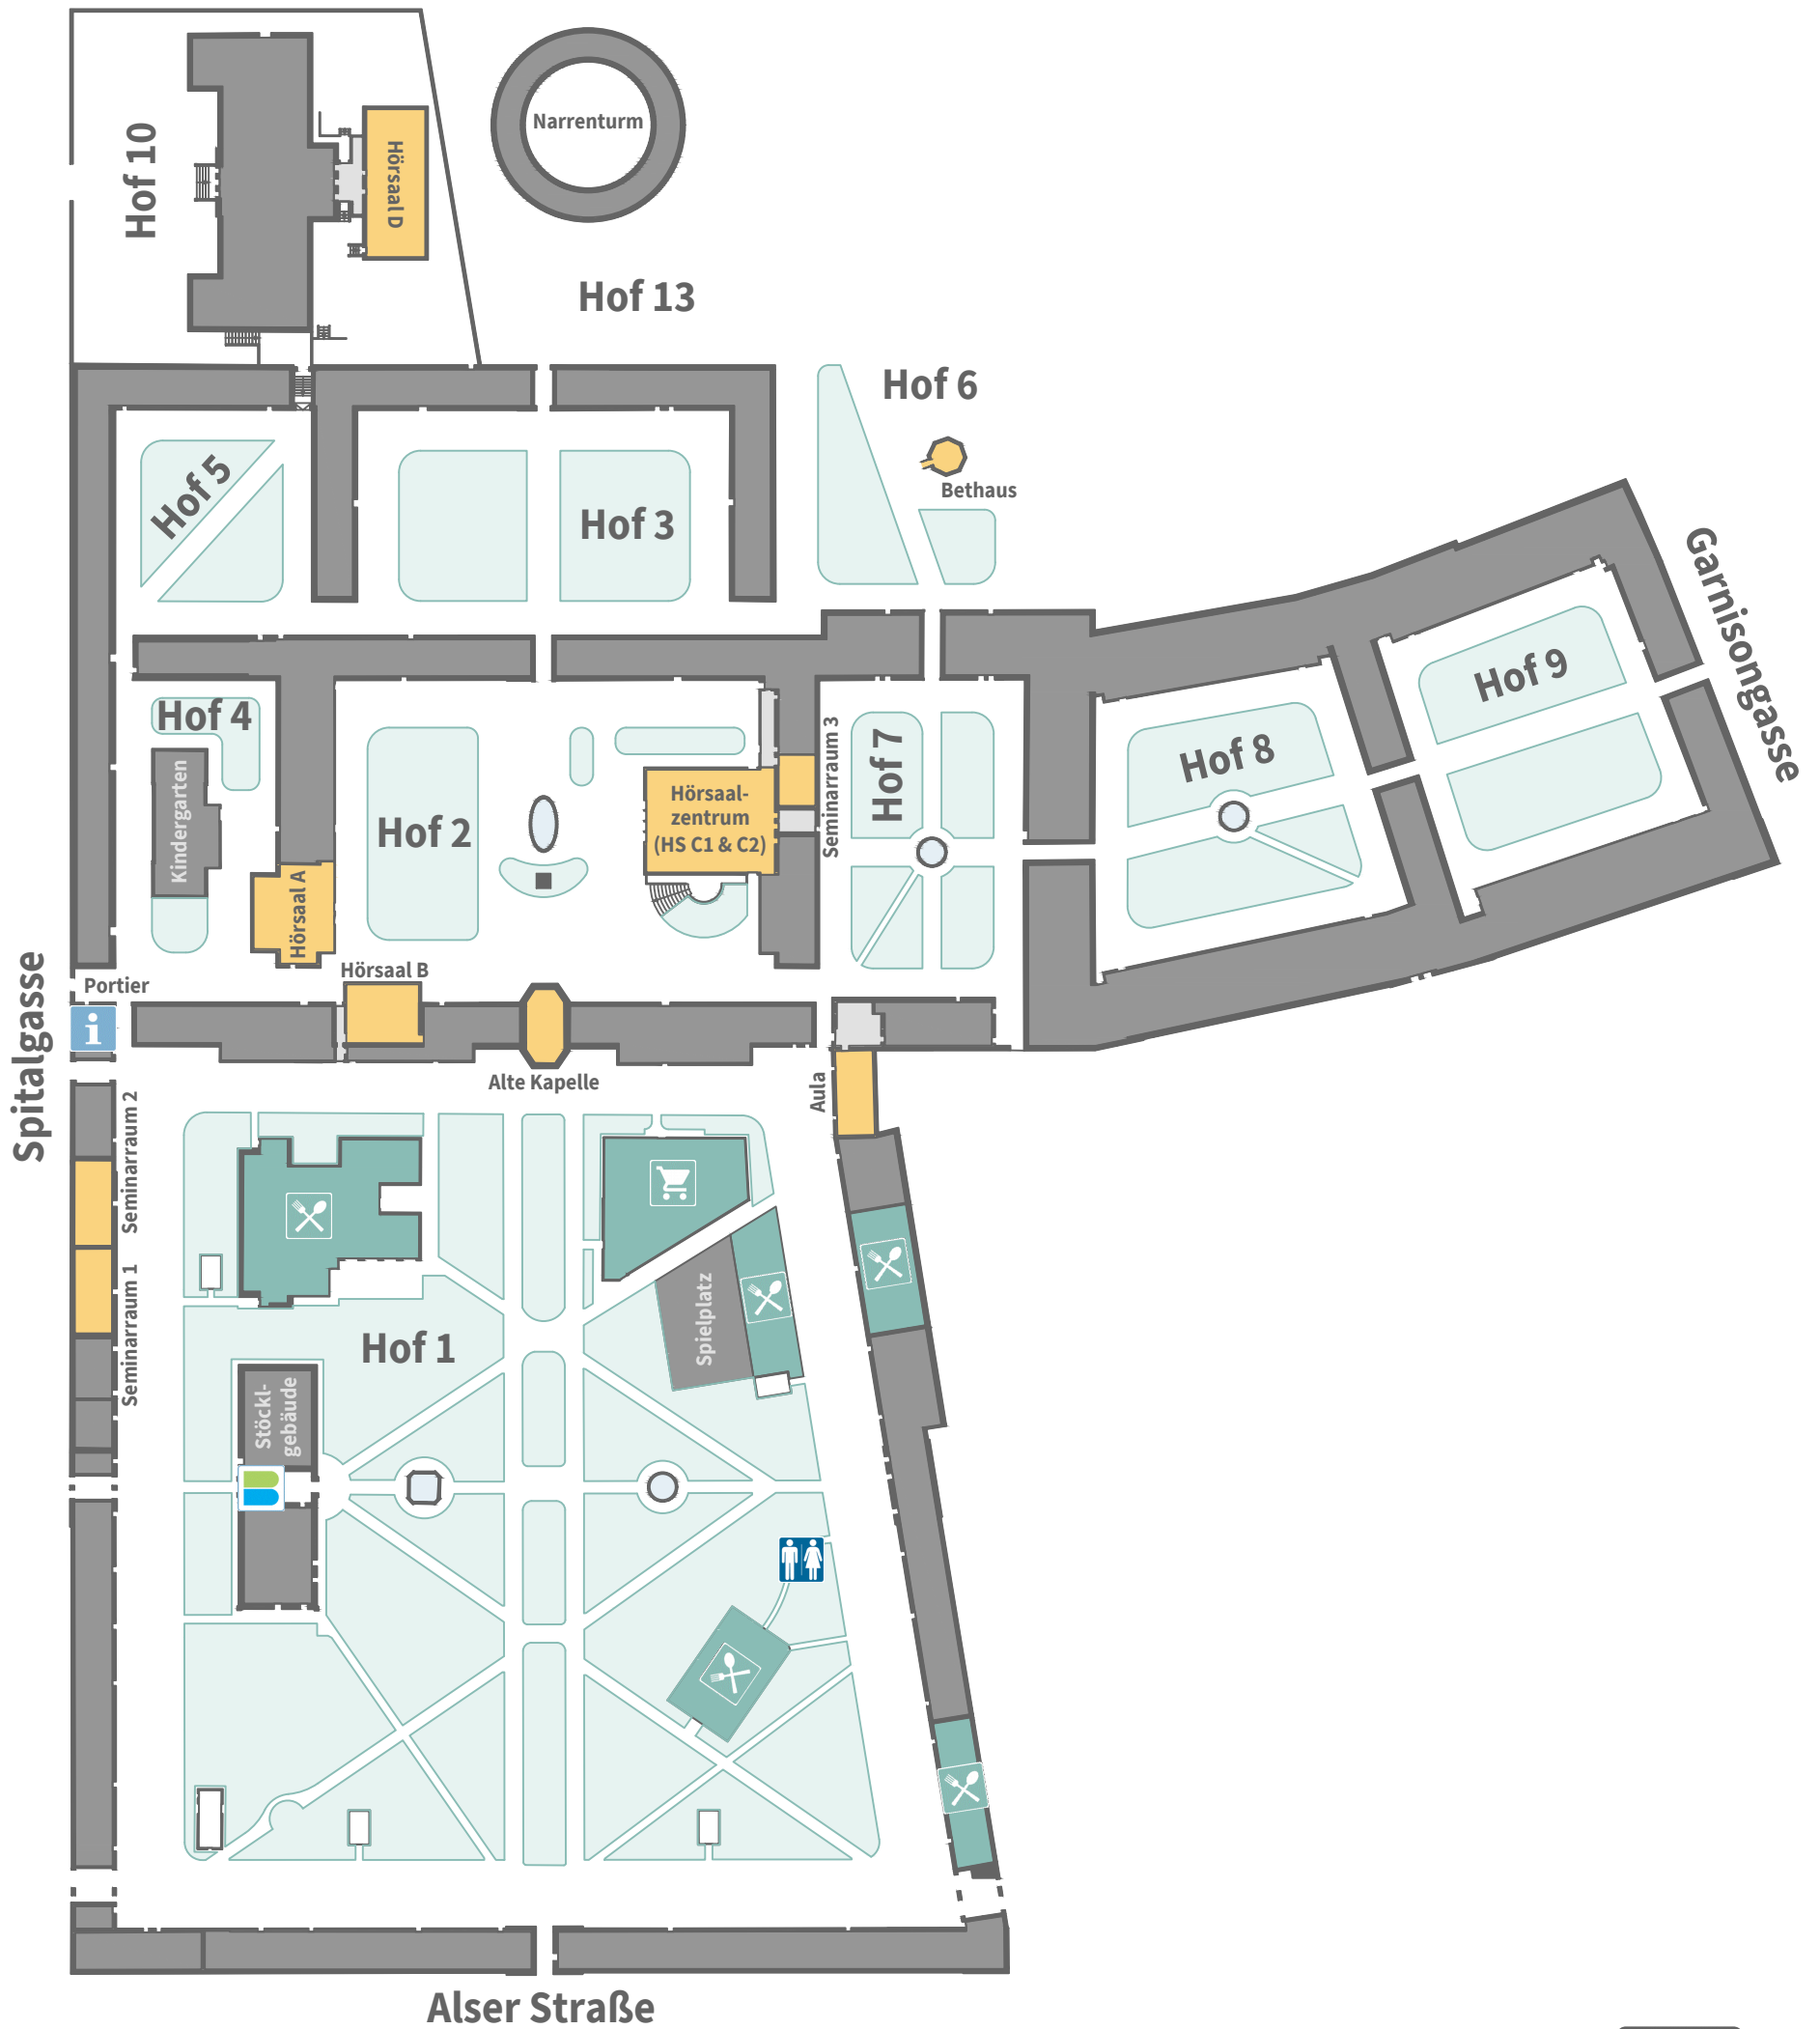 Narrenturm
Hof 10
Hörsaal D
Hof 13
Hof 6
Bethaus
Hof 5
Hof 3
Garnisongasse
Hof 9
Hof 4
Hof 7
Hof 8
Seminarraum 3
Kindergarten
Hof 2
Hörsaal-
zentrum
(HS C1 & C2)
Hörsaal A
Hörsaal B
Portier
i
Spitalgasse
Alte Kapelle
Aula
Seminarraum 2
Seminarraum 1
Spielplatz
Hof 1
Stöckl-
gebäude
Alser Straße